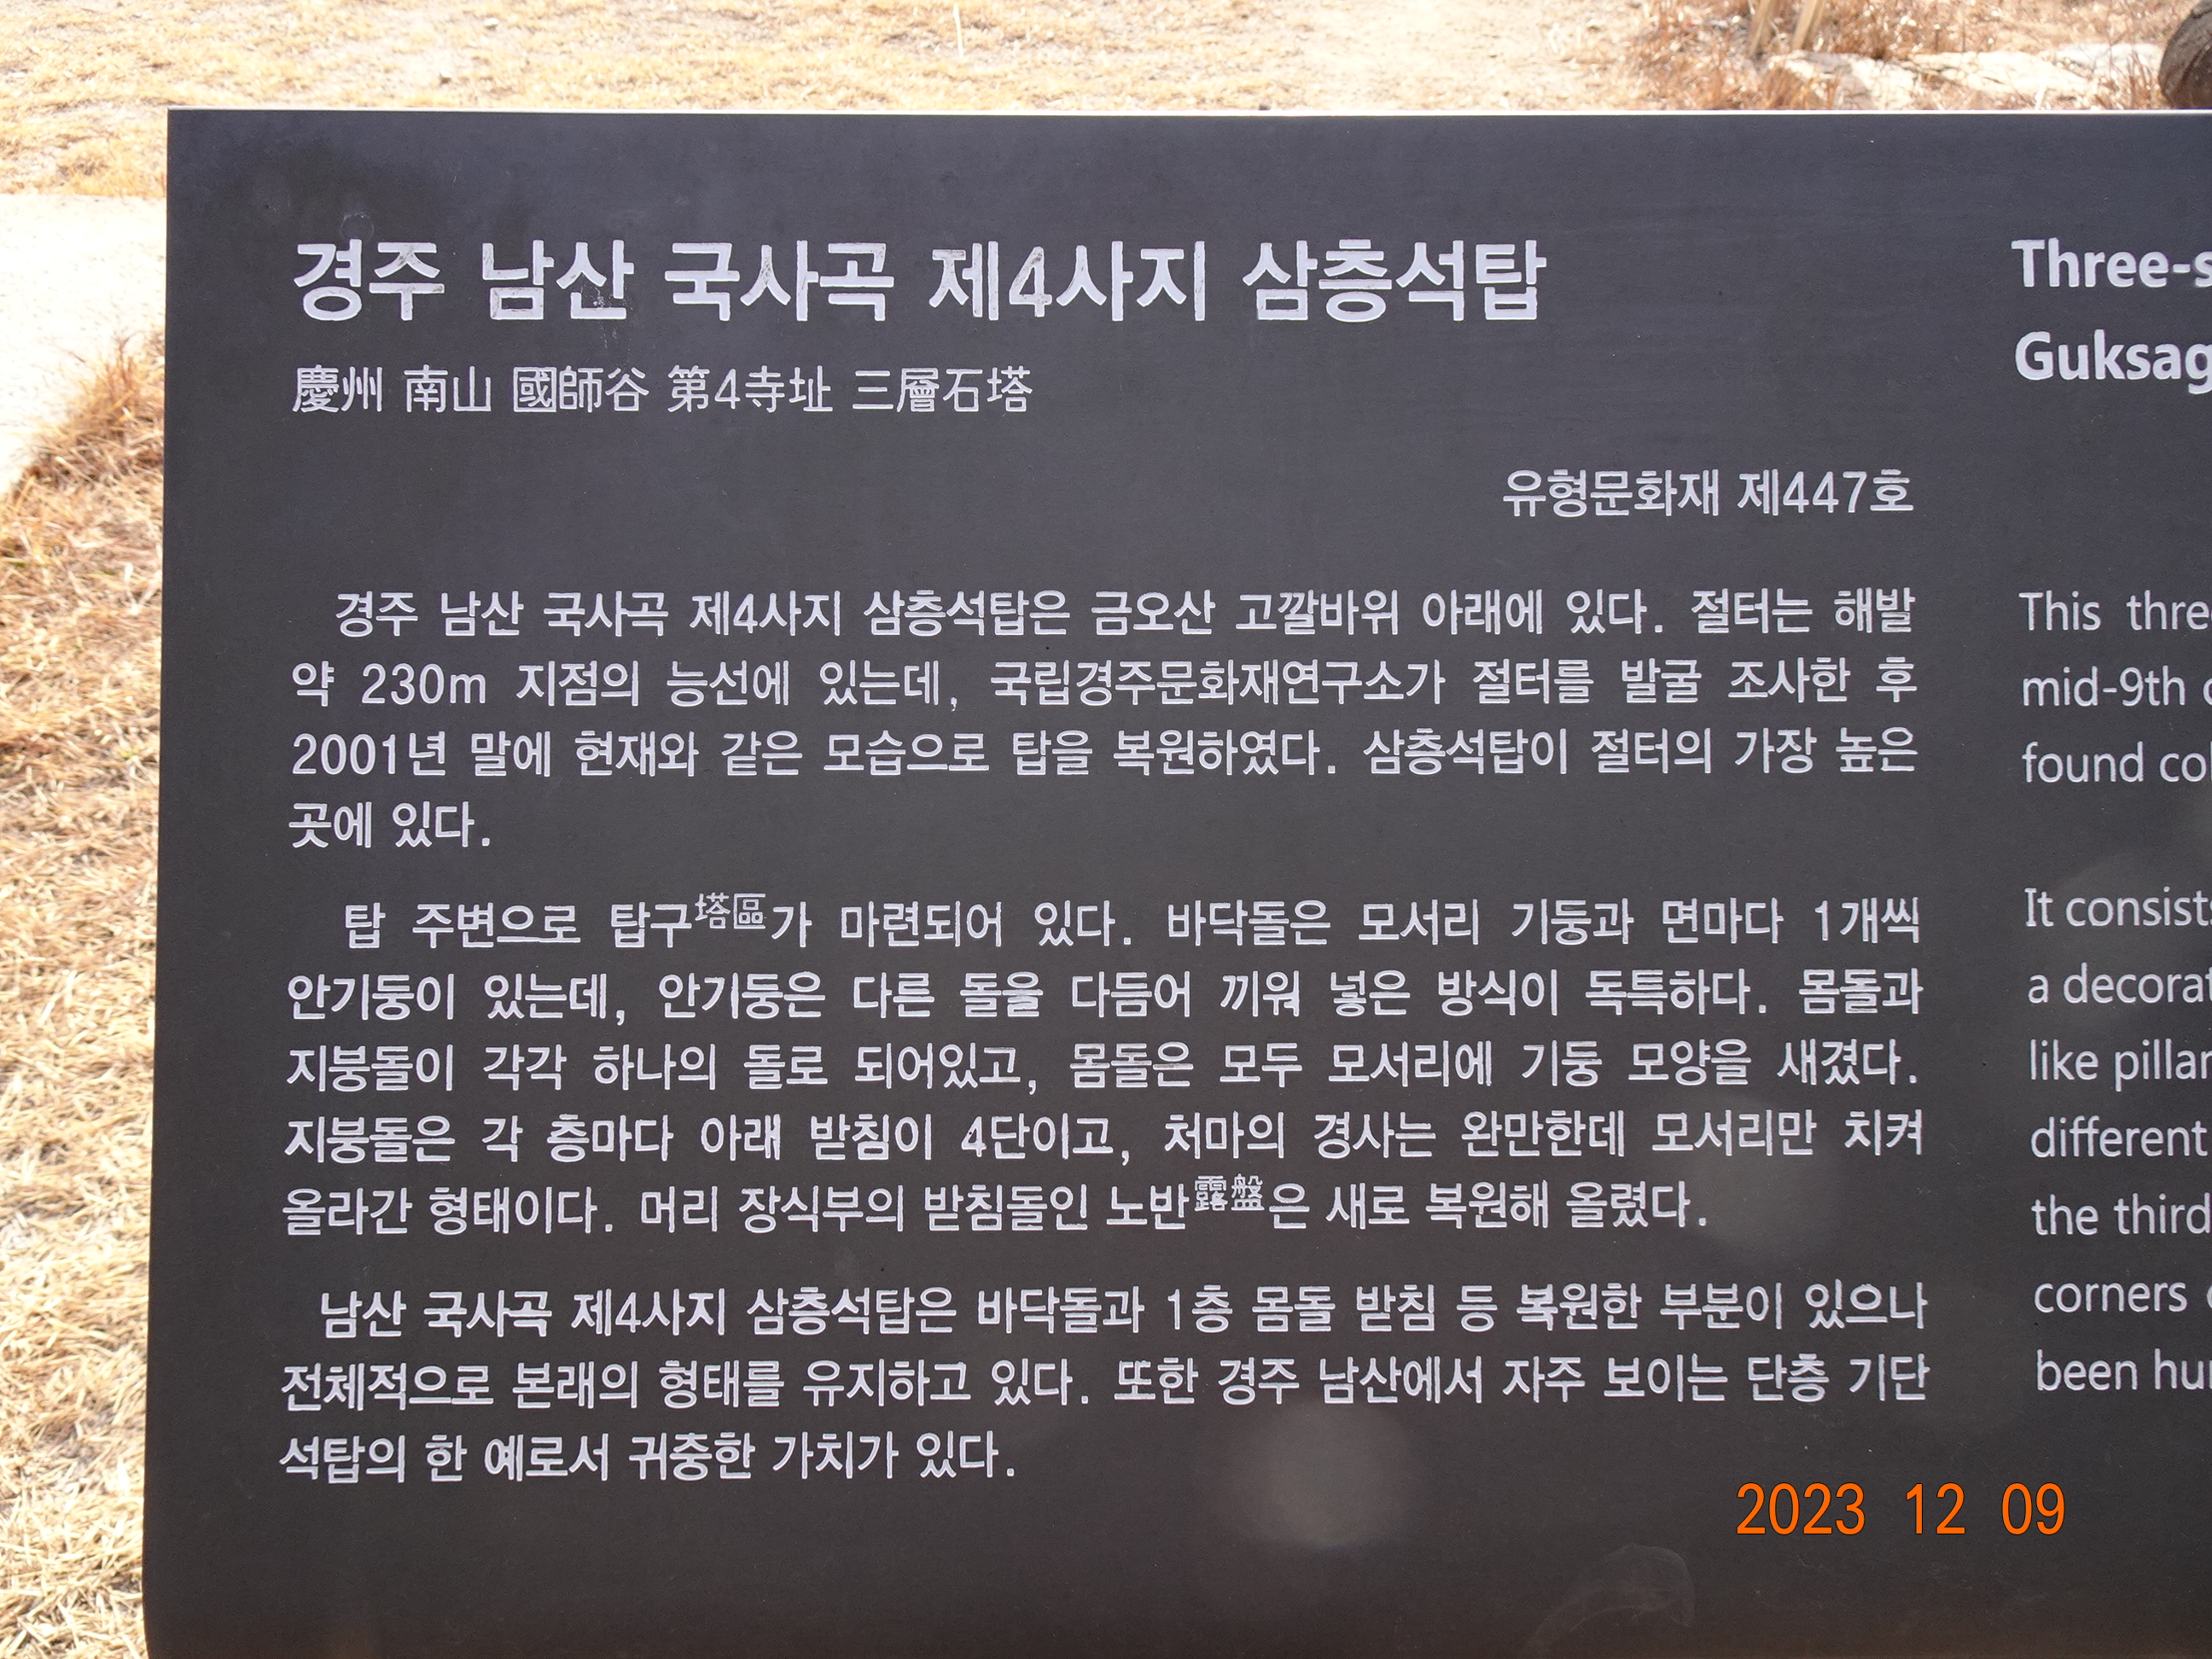 경주 남산 국사곡 제4사지 삼층석탑
慶州 南山 國師谷 第4寺址 三層石塔
유형문화재 제447호
경주 남산 국사곡 제4사지 삼층석탑은 금오산 고깔바위 아래에 있다. 절터는 해발
약 230m 지점의 능선에 있는데, 국립경주문화재연구소가 절터를 발굴 조사한 후
2001년 말에 현재와 같은 모습으로 탑을 복원하였다. 삼층석탑이 절터의 가장 높은
곳에 있다.
탑 주변으로 탑구塔區가 마련되어 있다. 바닥돌은 모서리 기둥과 면마다 1개씩
안기둥이 있는데, 안기둥은 다른 돌을 다듬어 끼워 넣은 방식이 독특하다. 몸돌과
지붕돌이 각각 하나의 돌로 되어있고, 몸돌은 모두 모서리에 기둥 모양을 새겼다.
지붕돌은 각 층마다 아래 받침이 4단이고, 처마의 경사는 완만한데 모서리만 치켜
올라간 형태이다. 머리 장식부의 받침돌인 노반露盤은 새로 복원해 올렸다.
남산 국사곡 제4사지 삼층석탑은 바닥돌과 1층 몸돌 받침 등 복원한 부분이 있으나
전체적으로 본래의 형태를 유지하고 있다. 또한 경주 남산에서 자주 보이는 단층 기단
석탑의 한 예로서 귀중한 가치가 있다.
Three-s
Guksag
This thre
mid-9th
found co
It consist
a decorat
like pillar
different
the third
corners
been hu
2023 12 09